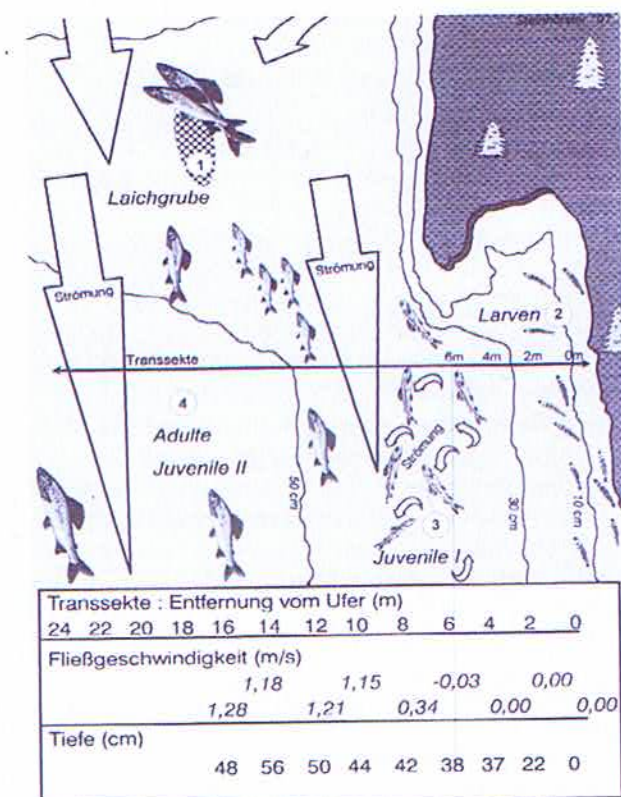 Steinhörster '97
1
Laichgrube
Strömung
Strömung
Larven 2
Transsekte 6m 4m 2m 0m
4
Adulte
Juvenile II
Strömung
50 cm
30 cm
10 cm
3
Juvenile I
Transsekte : Entfernung vom Ufer (m)
24 22 20 18 16 14 12 10 8 6 4 2 0
Fließgeschwindigkeit (m/s)
1,18 1,15 -0,03 0,00
1,28 1,21 0,34 0,00 0,00
Tiefe (cm)
48 56 50 44 42 38 37 22 0